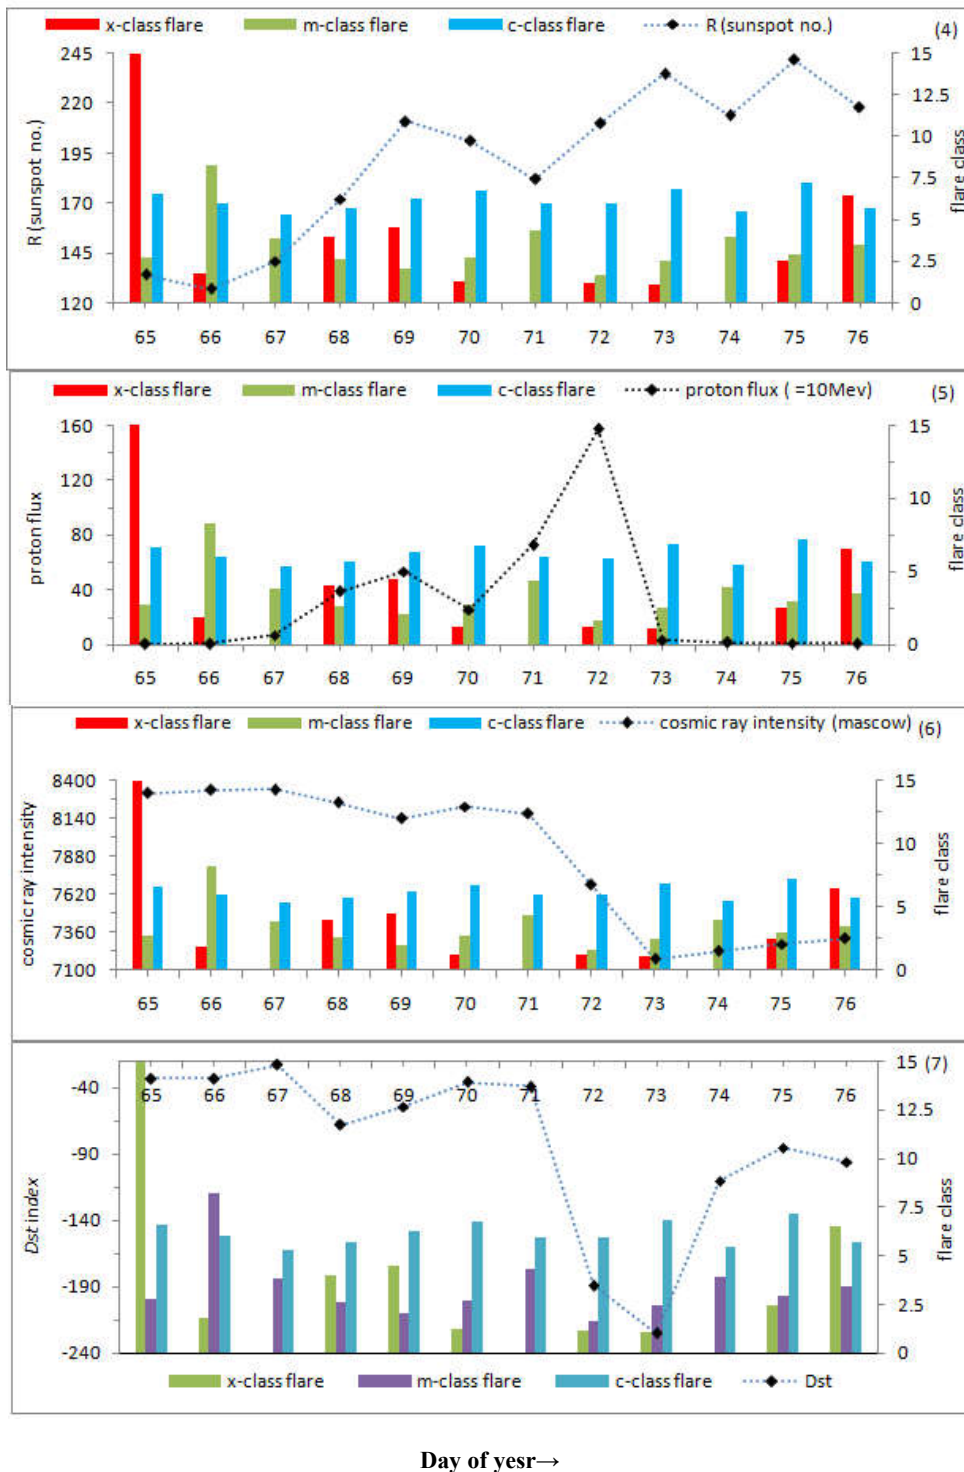 x-class flare m-class flare c-class flare R (sunspot no.) (4)
245 15
220 12.5
195 10
170 7.5
145 5
120 2.5
0
R (sunspot no.)
flare class
65 66 67 68 69 70 71 72 73 74 75 76
x-class flare m-class flare c-class flare proton flux ( =10Mev) (5)
160 15
120 10
80
40 5
0 0
proton flux
flare class
65 66 67 68 69 70 71 72 73 74 75 76
x-class flare m-class flare c-class flare cosmic ray intensity (mascow) (6)
8400 15
8140
7880 10
7620
7360 5
7100 0
cosmic ray intensity
flare class
65 66 67 68 69 70 71 72 73 74 75 76
15 (7)
-40 12.5
65 66 67 68 69 70 71 72 73 74 75 76
-90 10
-140 7.5
-190 5
2.5
-240 0
Dst index
flare class
x-class flare m-class flare c-class flare Dst
Day of yesr→